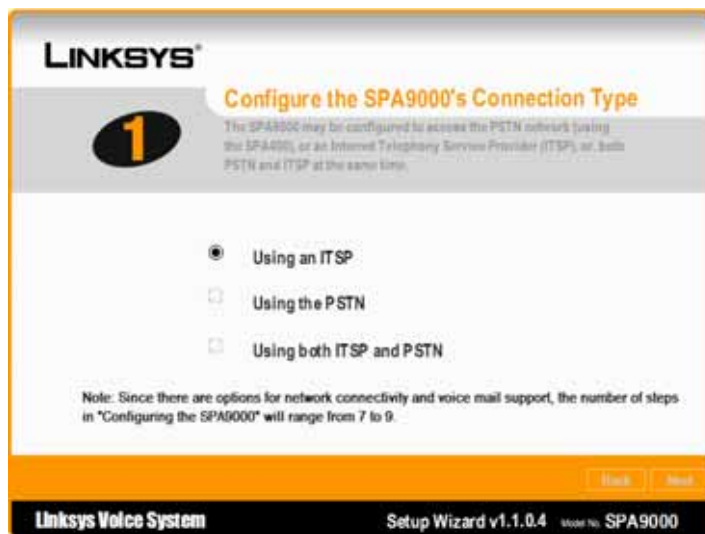 LINKSYS®
Configure the SPA9000's Connection Type
1
The SPA9000 may be configured to access the PSTN network (using
the SPA400), or an Internet Telephony Service Provider (ITSP), or, both
PSTN and ITSP at the same time.
Using an ITSP
Using the PSTN
Using both ITSP and PSTN
Note: Since there are options for network connectivity and voice mail support, the number of steps
in "Configuring the SPA9000" will range from 7 to 9.
Back Next
Linksys Voice System
Setup Wizard v1.1.0.4 Model No. SPA9000